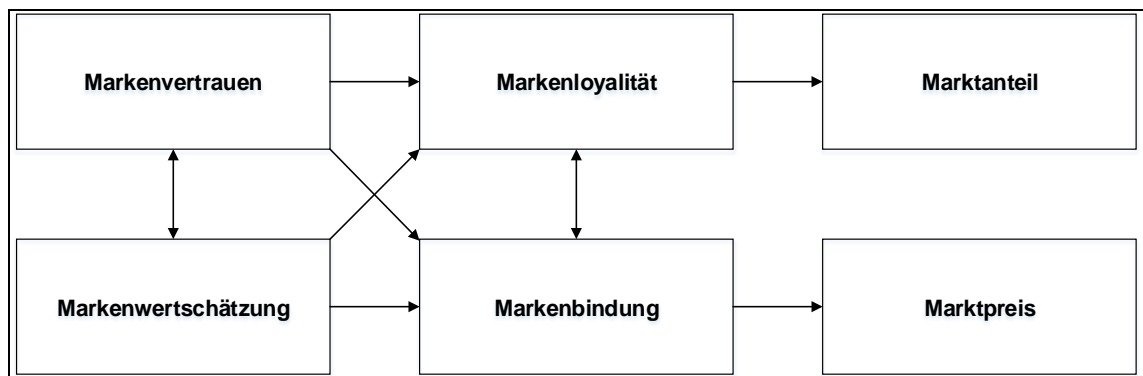 Markenvertrauen
Markenloyalität
Marktanteil
Markenwertschätzung
Markenbindung
Marktpreis